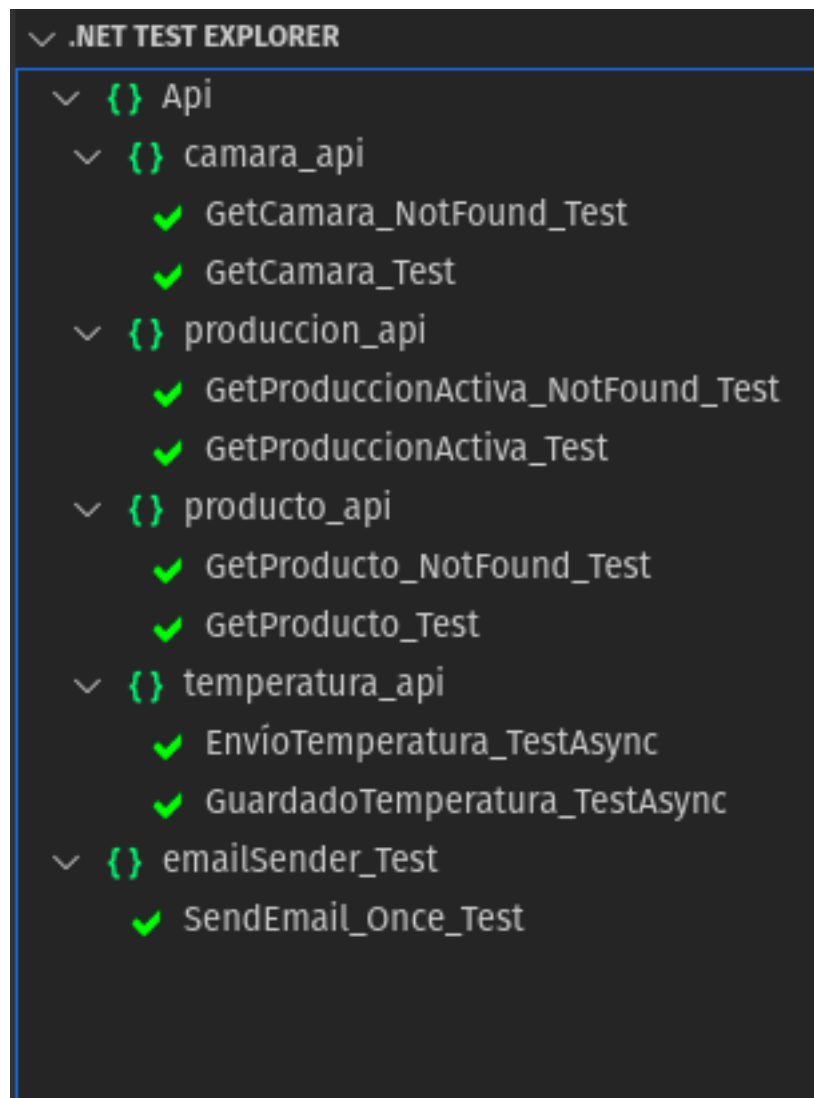 .NET TEST EXPLORER
{} Api
{} camara_api
GetCamara_NotFound_Test
GetCamara_Test
{} produccion_api
GetProduccionActiva_NotFound_Test
GetProduccionActiva_Test
{} producto_api
GetProducto_NotFound_Test
GetProducto_Test
{} temperatura_api
EnvíoTemperatura_TestAsync
GuardadoTemperatura_TestAsync
{} emailSender_Test
SendEmail_Once_Test